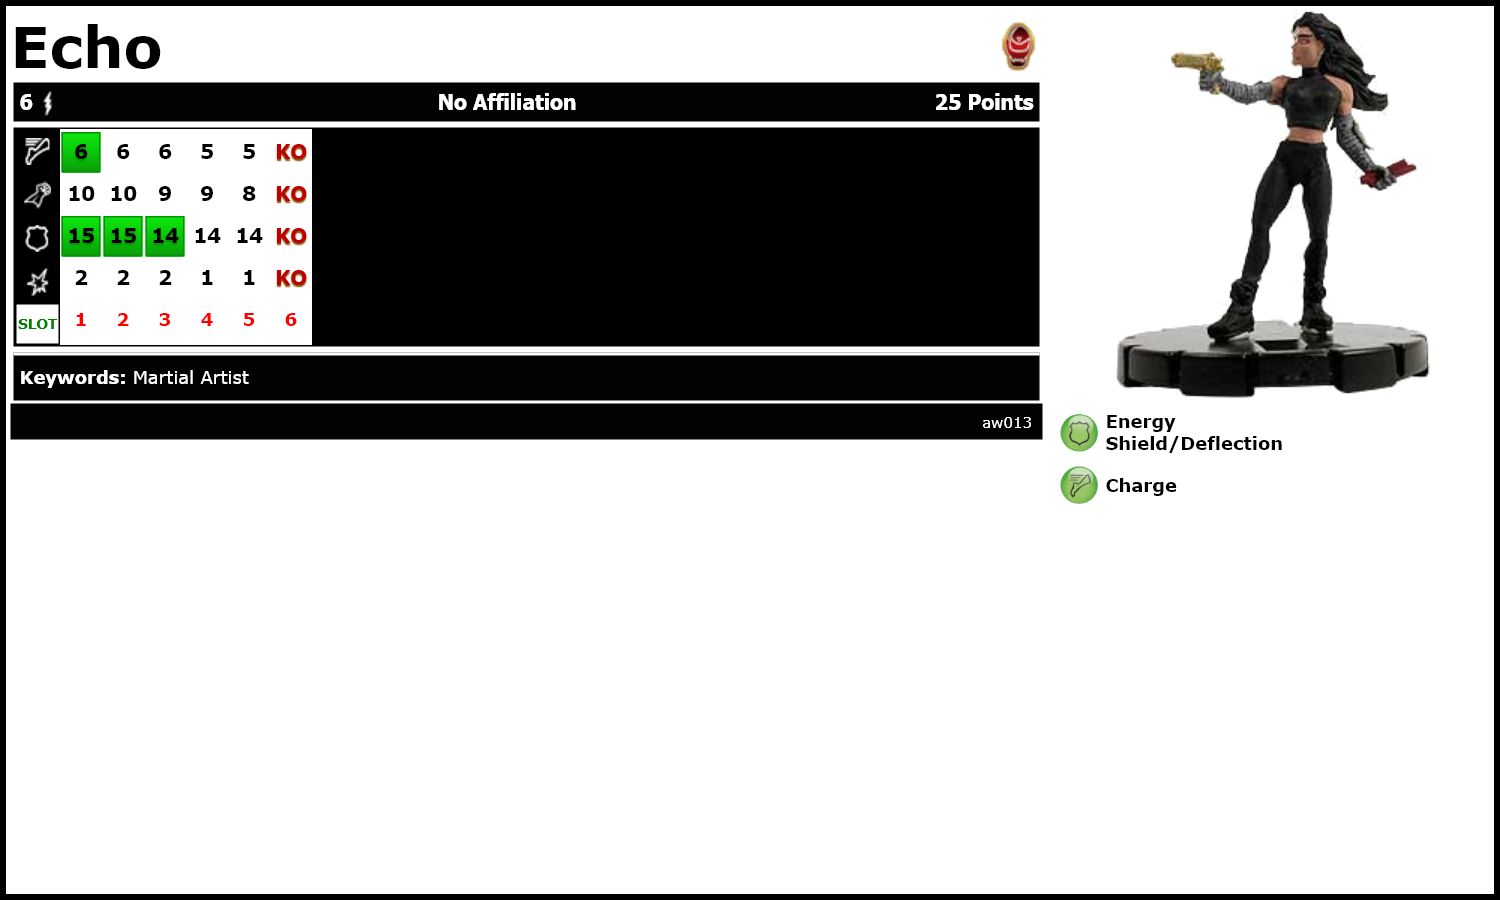 Echo
6 No Affiliation 25 Points
6 6 6 5 5 KO
10 10 9 9 8 KO
15 15 14 14 14 KO
2 2 2 1 1 KO
SLOT 1 2 3 4 5 6
Keywords: Martial Artist
aw013
Energy
Shield/Deflection
Charge